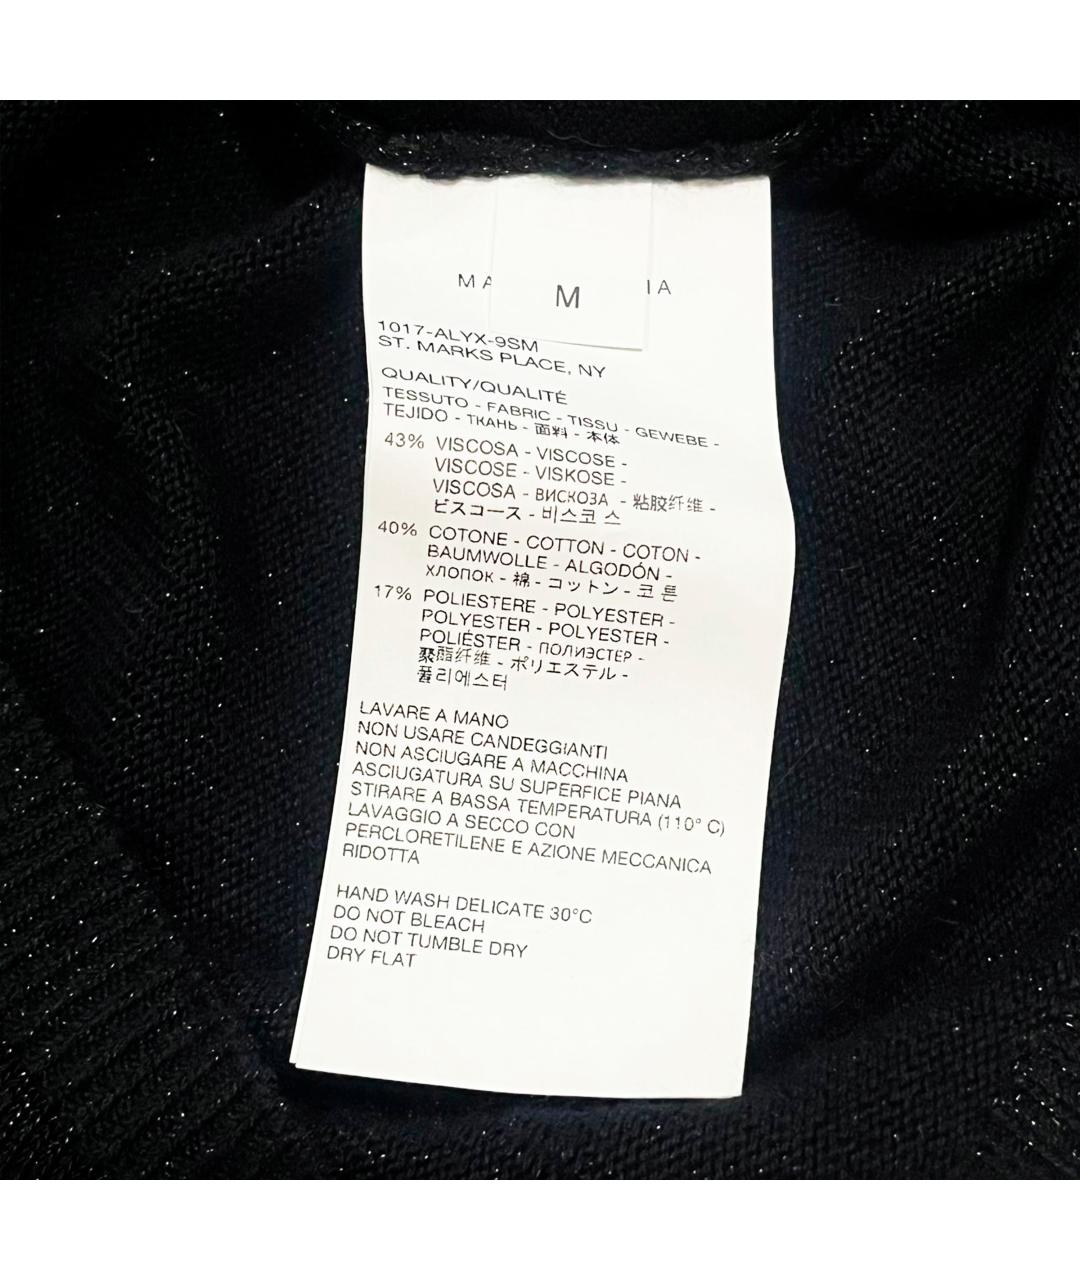 M
1017-ALYX-9SM
ST. MARKS PLACE, NY
QUALITY/QUALITÉ
TESSUTO - FABRIC - TISSU - GEWEBE -
TEJIDO - ТКАНЬ - 面料 - 本体
43% VISCOSA - VISCOSE -
VISCOSE - VISKOSE -
VISCOSA - ВИСКОЗА - 粘胶纤维 -
ビスコース - 비스코 스
40% COTONE - COTTON - COTON -
BAUMWOLLE - ALGODÓN -
ХЛОПОК - 棉 - コットン - 코 튼
17% POLIESTERE - POLYESTER -
POLYESTER - POLYESTER -
POLIÉSTER - ПОЛИЭСТЕР -
聚酯纤维 - ポリエステル -
폴리에스터
LAVARE A MANO
NON USARE CANDEGGIANTI
NON ASCIUGARE A MACCHINA
ASCIUGATURA SU SUPERFICE PIANA
STIRARE A BASSA TEMPERATURA (110° C)
LAVAGGIO A SECCO CON
PERCLORETILENE E AZIONE MECCANICA
RIDOTTA
HAND WASH DELICATE 30°C
DO NOT BLEACH
DO NOT TUMBLE DRY
DRY FLAT